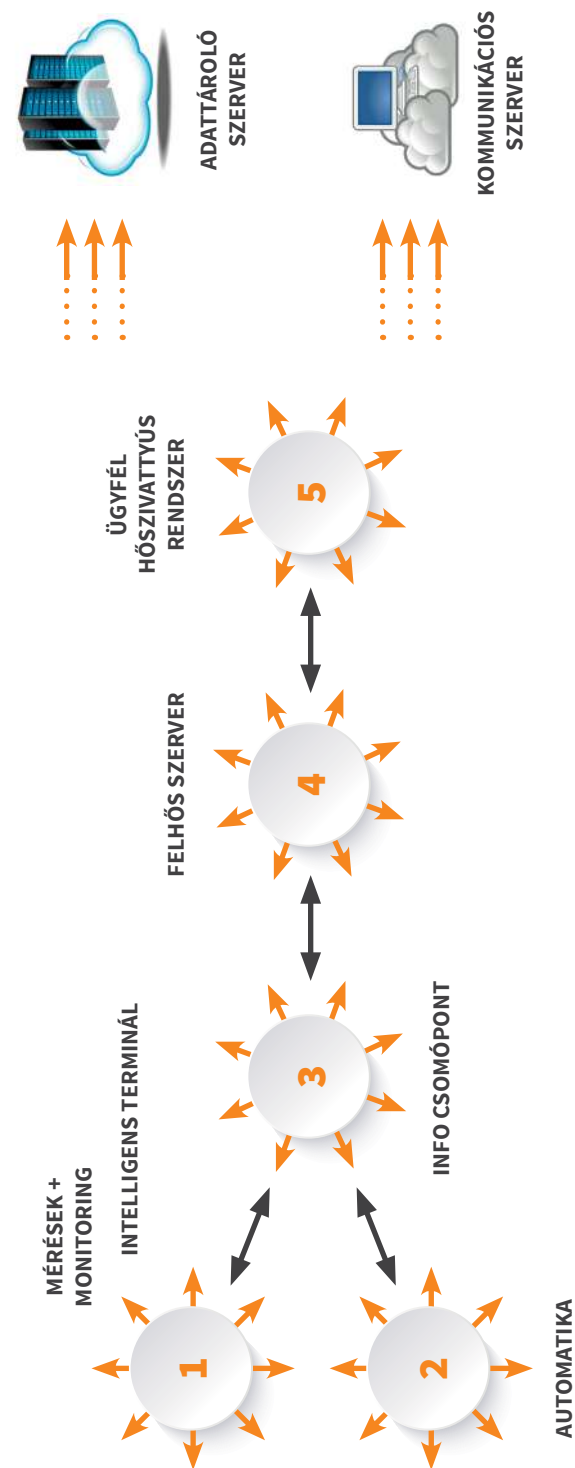 MÉRÉSEK +
MONITORING
INTELLIGENS TERMINÁL
1
2
AUTOMATIKA
3
INFO CSOMÓPONT
FELHŐS SZERVER
4
ÜGYFÉL
HŐSZIVATTYÚS
RENDSZER
5
ADATTÁROLÓ
SZERVER
KOMMUNIKÁCIÓS
SZERVER